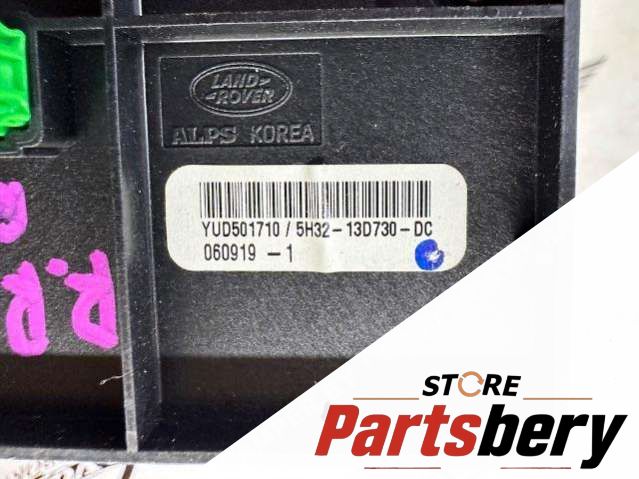 LAND-
-ROVER
ALPS KOREA
YUD501710 / 5H32-13D730-DC
060919 -1
R.R
STORE
Partsbery